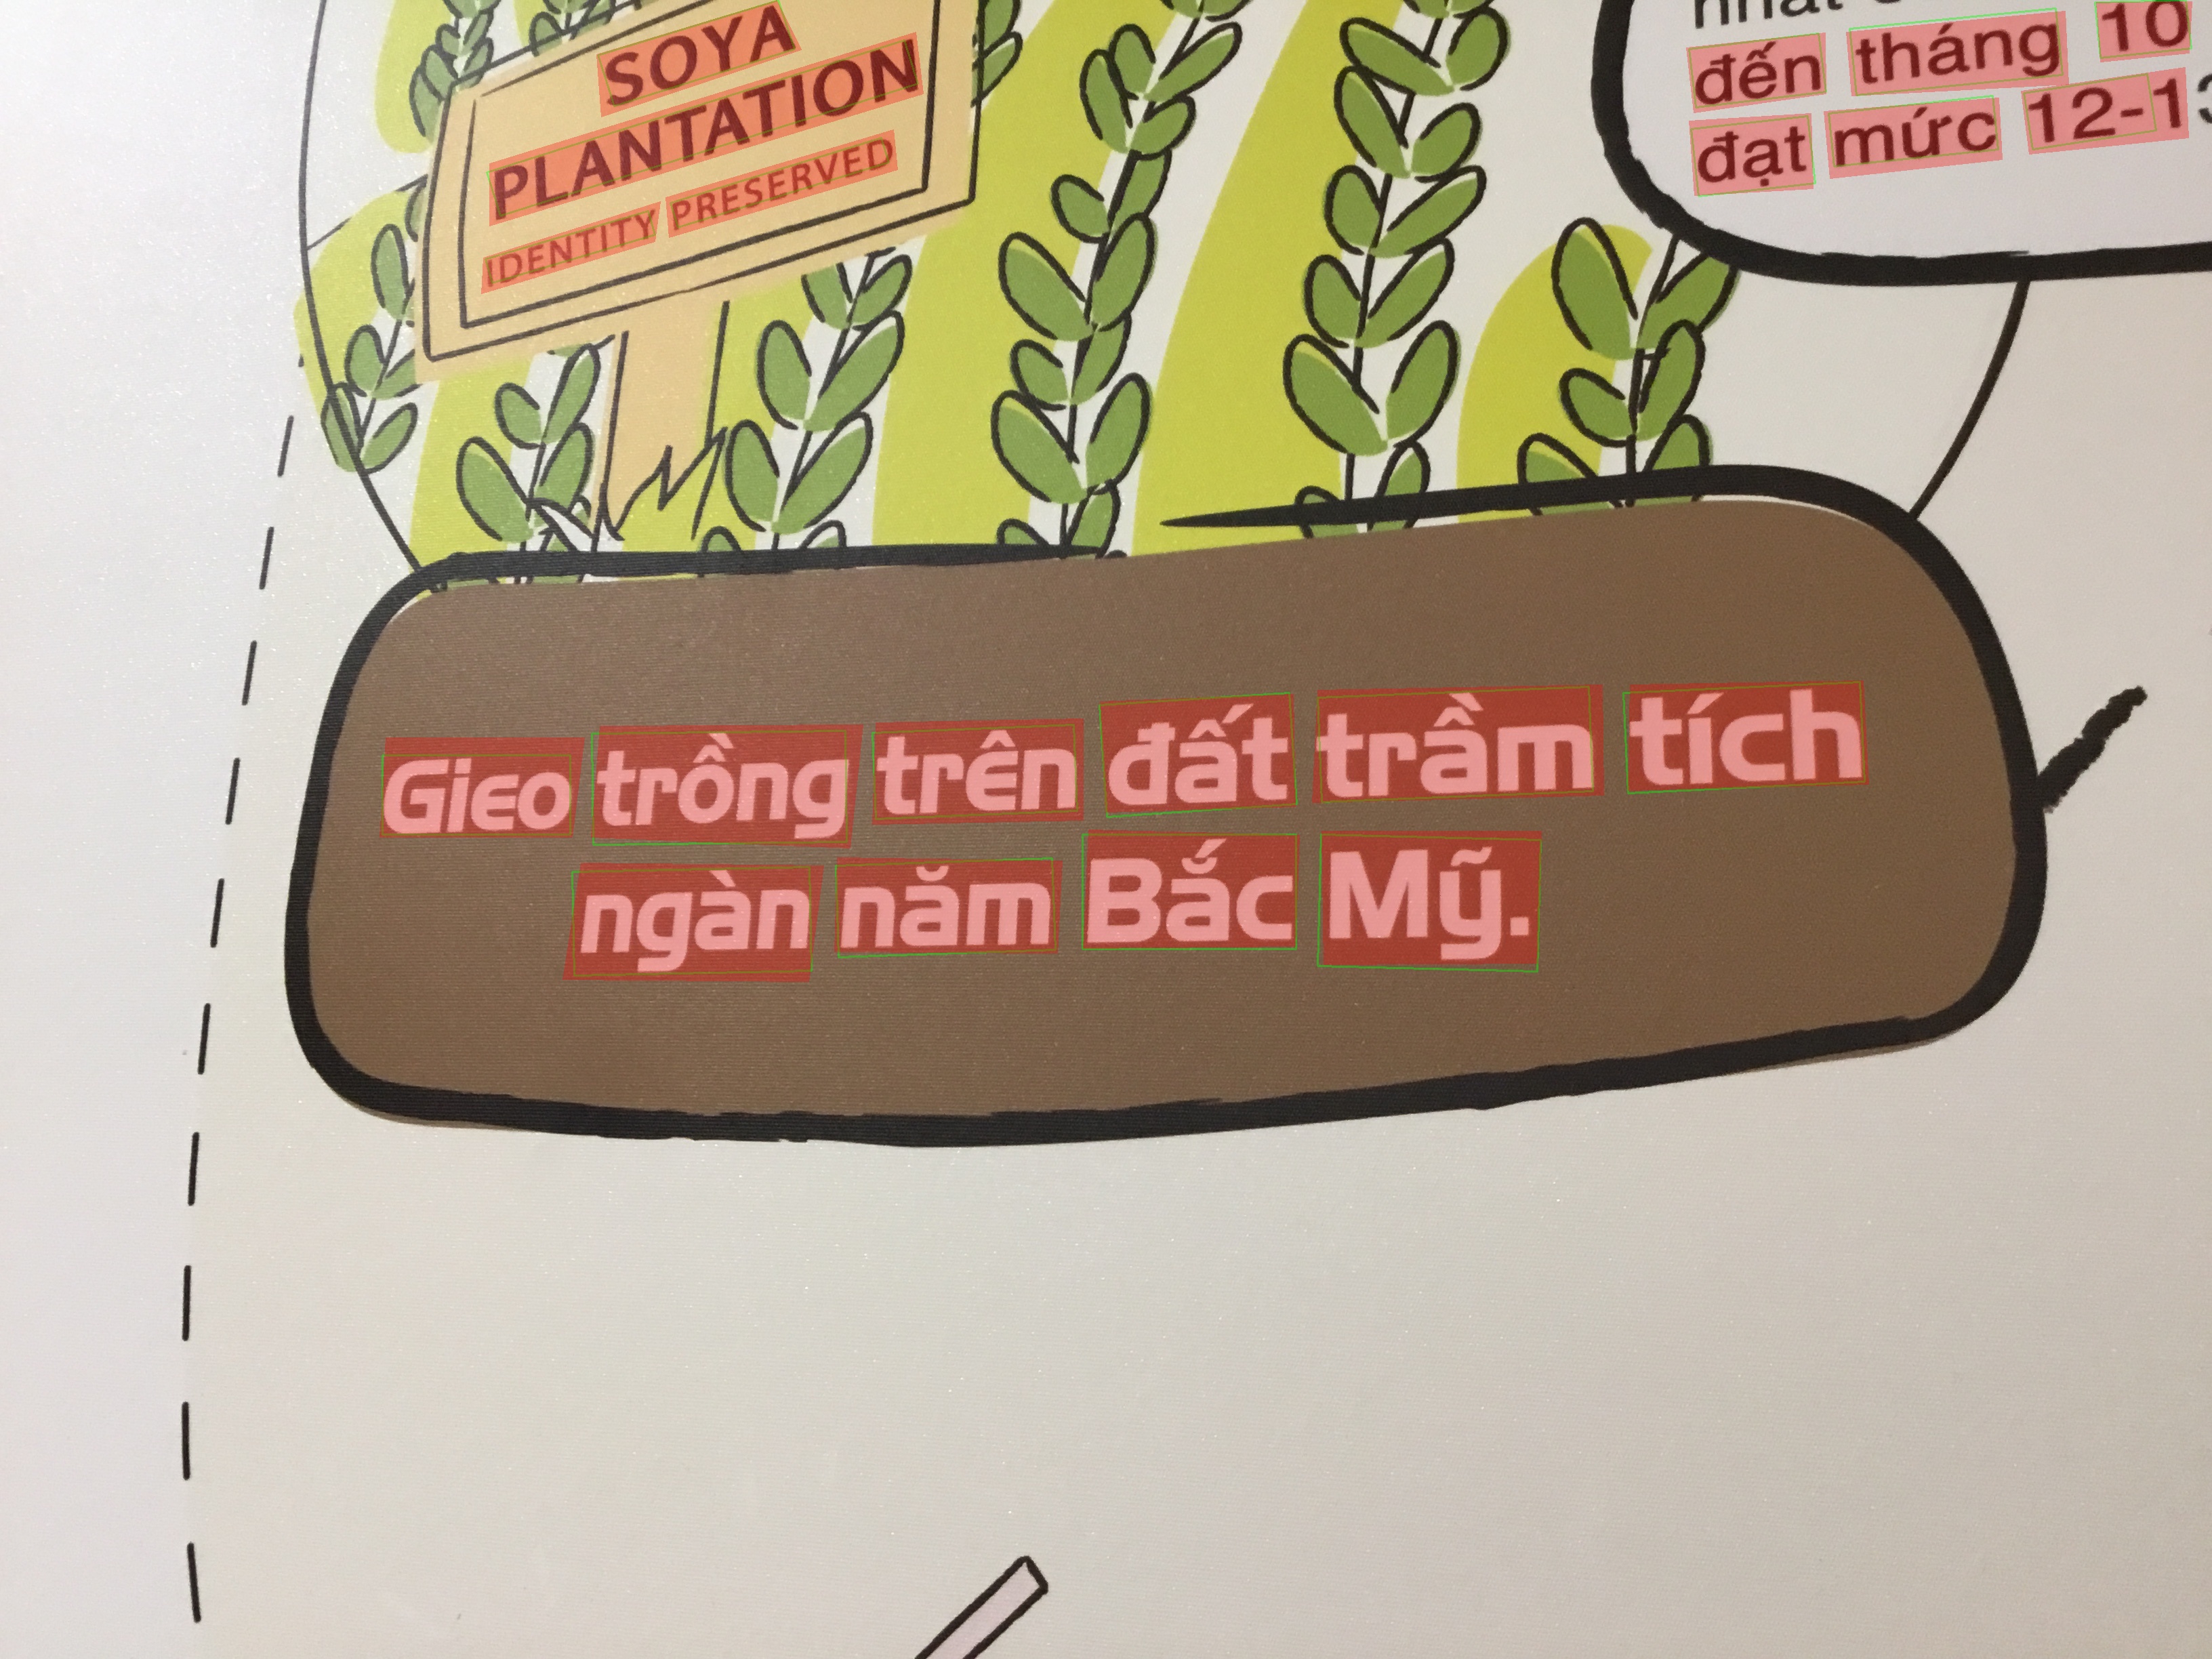 SOYA
PLANTATION
IDENTITY PRESERVED
đến tháng 10
đạt mức 12-1
Gieo trồng trên đất trầm tích
ngàn năm Bắc Mỹ.